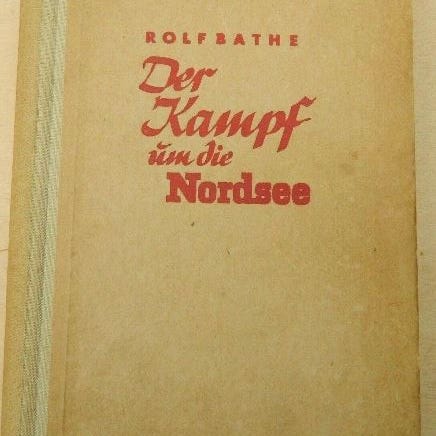 ROLF BATHE
Der
Kampf
um die
Nordsee